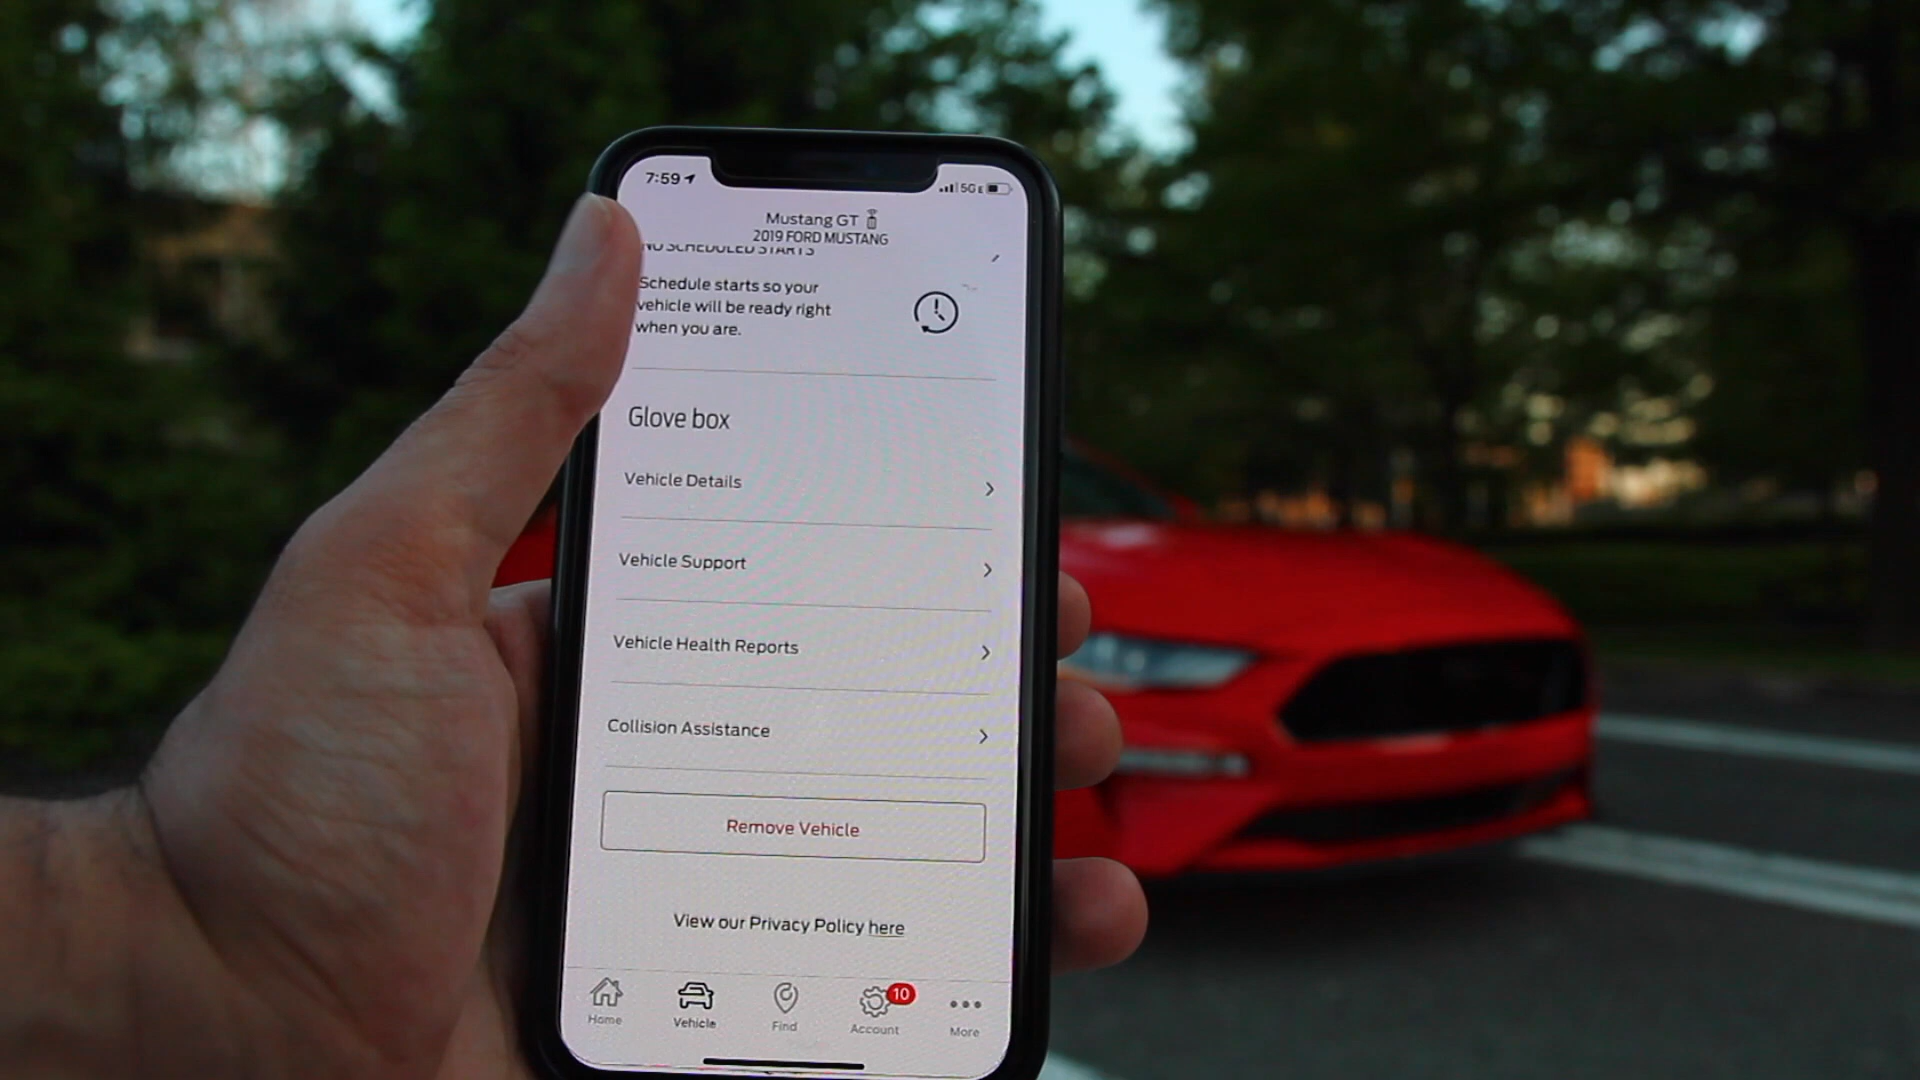 7:59
5GE
Mustang GT
2019 FORD MUSTANG
NO SCHEDULED STARTS
Schedule starts so your
vehicle will be ready right
when you are.
Glove box
Vehicle Details
Vehicle Support
Vehicle Health Reports
Collision Assistance
Remove Vehicle
View our Privacy Policy here
Home
Vehicle
Find
Account
10
More